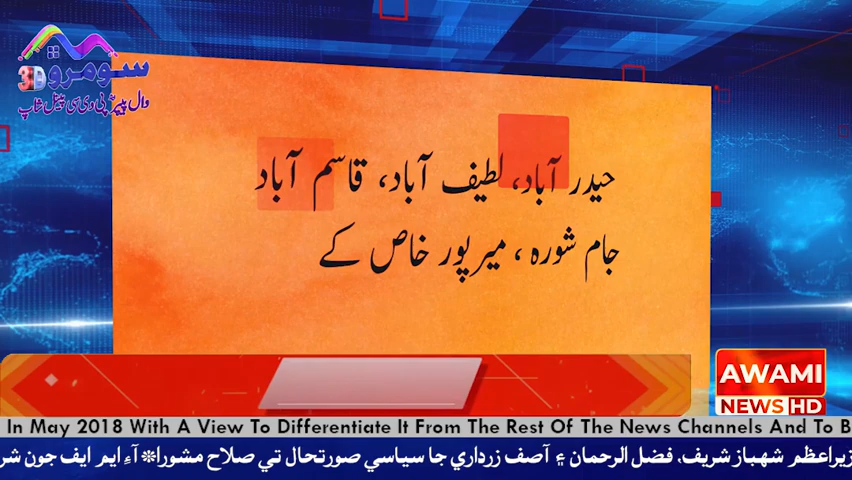 سومرو
3D
وال پیپر پی وی سی پینل شاپ
حیدر آباد، لطیف آباد، قاسم آباد
جام شورہ ، میرپور خاص کے
AWAMI
NEWS HD
In May 2018 With A View To Differentiate It From The Rest Of The News Channels And To B
زيراعظم شهباز شريف، فضل الرحمان ۽ آصف زرداري جا سياسي صورتحال تي صلاح مشورا❊آءِ ايم ايف جون شر